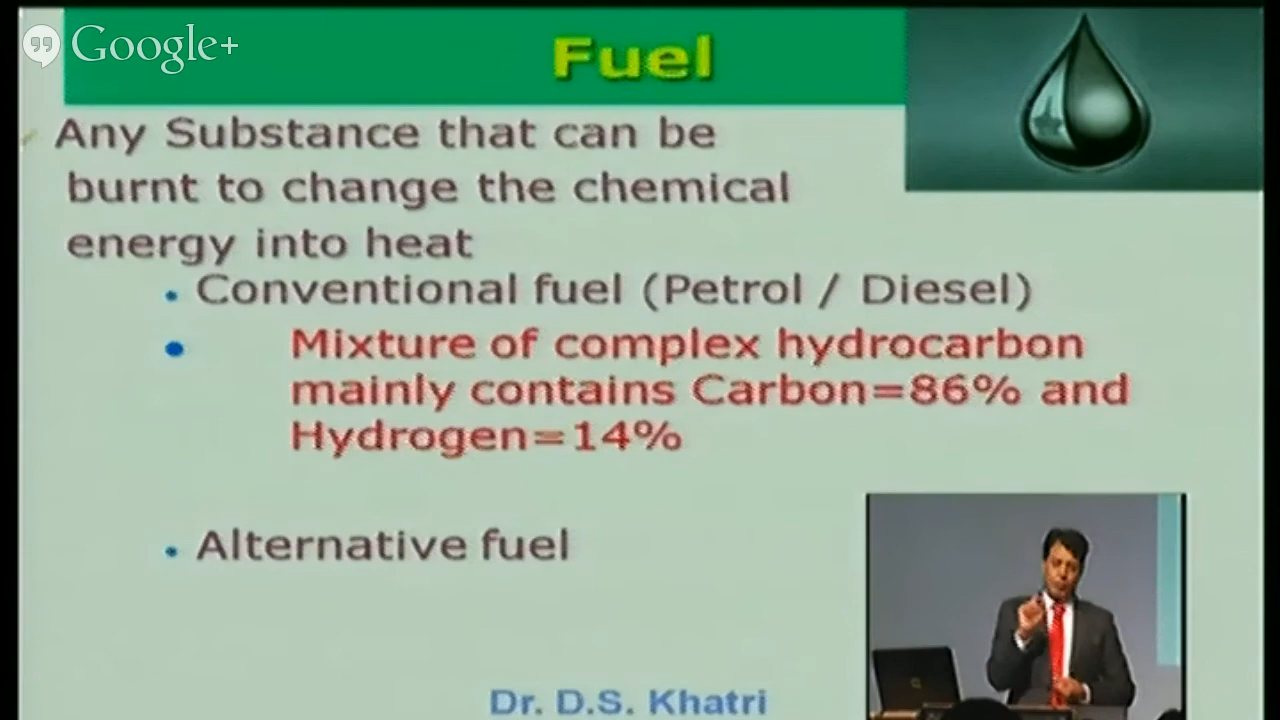 Google+
Fuel
Any Substance that can be
burnt to change the chemical
energy into heat
• Conventional fuel (Petrol / Diesel)
• Mixture of complex hydrocarbon
mainly contains Carbon=86% and
Hydrogen=14%
• Alternative fuel
Dr. D.S. Khatri